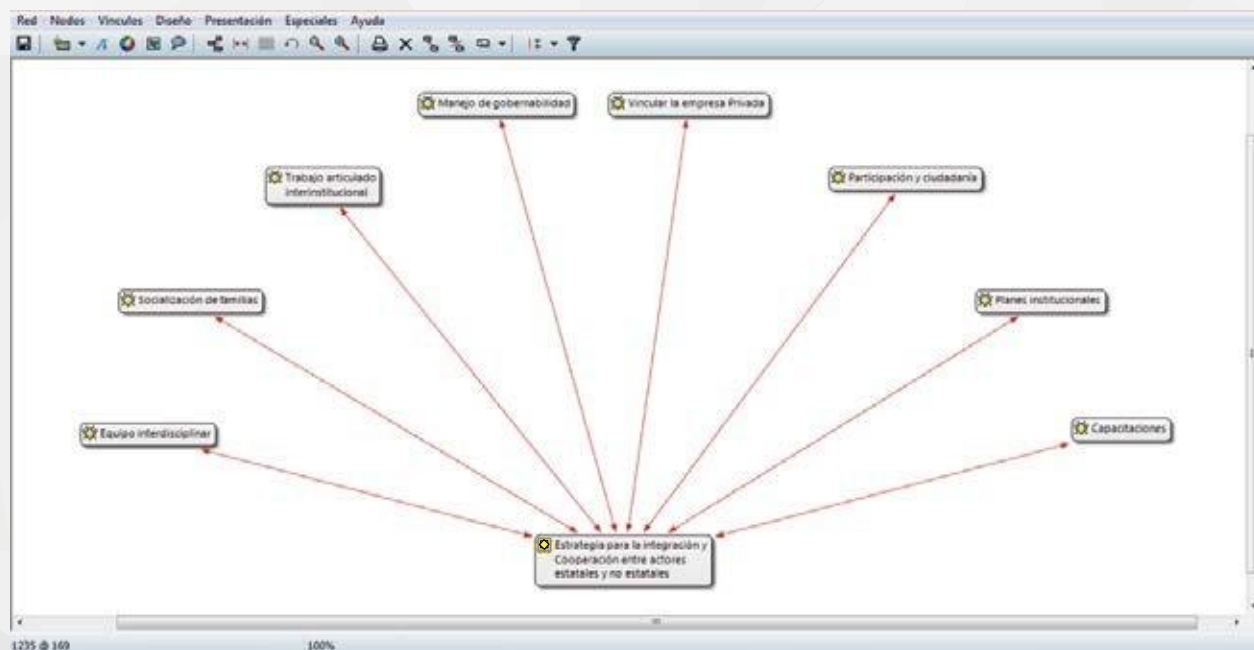 Red Nodos Vínculos Diseño Presentación Especiales Ayuda
Manejo de gobernabilidad
Vincular la empresa Privada
Trabajo articulado
interinstitucional
Participación y ciudadanía
Socialización de familias
Planes institucionales
Equipo interdisciplinar
Capacitaciones
Estrategia para la integración y
Cooperación entre actores
estatales y no estatales
1235 @ 169 100%